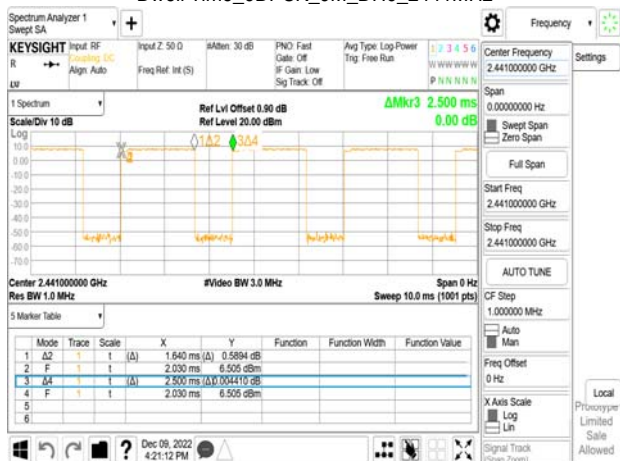 Spectrum Analyzer 1
Swept SA
Frequency
KEYSIGHT Input: RF
Coupling: DC
Align: Auto
Input Z: 50 Ω
Freq Ref: Int (S)
#Atten: 30 dB
PNO: Fast
Gate: Off
IF Gain: Low
Sig Track: Off
Avg Type: Log-Power
Trig: Free Run
1 2 3 4 5 6
W W W W W W
P N N N N N
R
LU
Center Frequency
2.441000000 GHz
Settings
Span
0.00000000 Hz
Swept Span
Zero Span
Full Span
Start Freq
2.441000000 GHz
Stop Freq
2.441000000 GHz
AUTO TUNE
CF Step
1.000000 MHz
Auto
Man
Freq Offset
0 Hz
X Axis Scale
Log
Lin
Signal Track
(Span Zoom)
Local
Prototype
Limited
Sale
Allowed
1 Spectrum
Scale/Div 10 dB
Ref Lvl Offset 0.90 dB
Ref Level 20.00 dBm
ΔMkr3 2.500 ms
0.00 dB
Log
10.0
0.00
-10.0
-20.0
-30.0
-40.0
-50.0
-60.0
-70.0
1Δ2
3Δ4
Center 2.441000000 GHz
Res BW 1.0 MHz
#Video BW 3.0 MHz
Span 0 Hz
Sweep 10.0 ms (1001 pts)
5 Marker Table
Mode Trace Scale X Y Function Function Width Function Value
1 Δ2 1 t (Δ) 1.640 ms (Δ) 0.5894 dB
2 F 1 t 2.030 ms 6.505 dBm
3 Δ4 1 t (Δ) 2.500 ms (Δ) 0.004410 dB
4 F 1 t 2.030 ms 6.505 dBm
5
6
Dec 09, 2022
4:21:12 PM